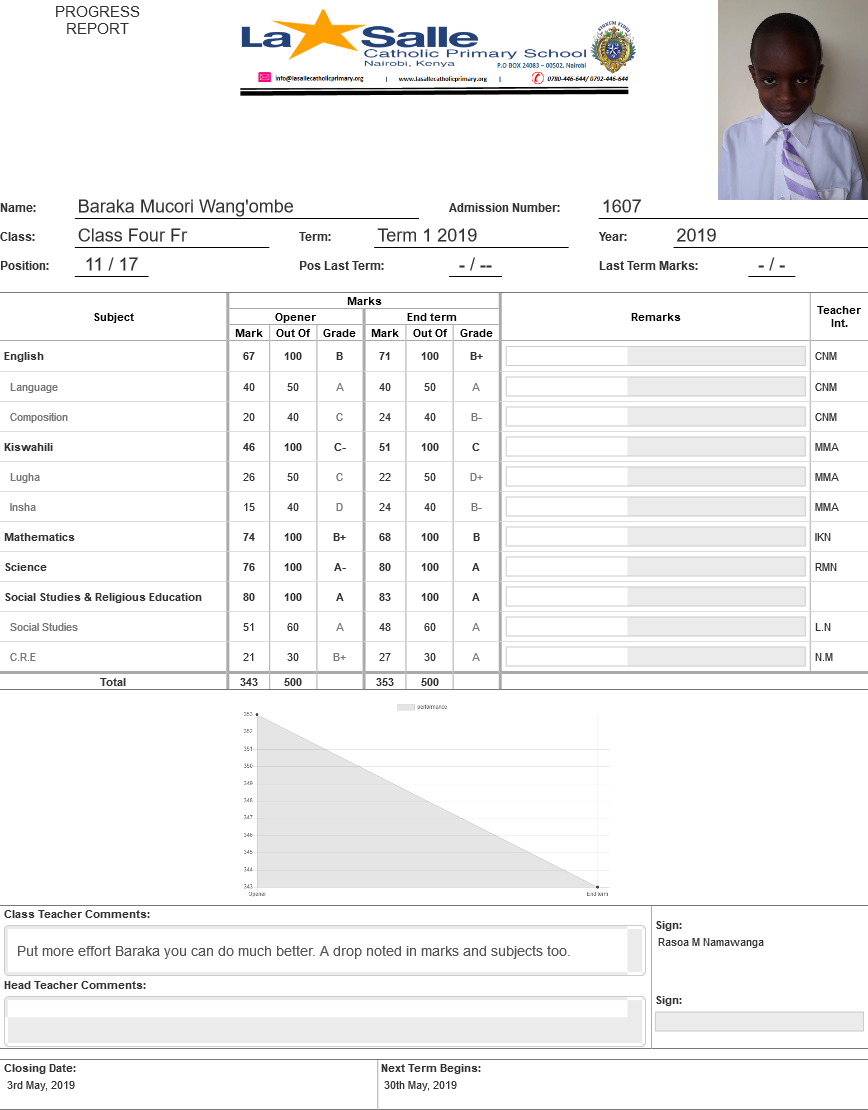 PROGRESS
REPORT
La Salle
Catholic Primary School
Nairobi, Kenya
P.O BOX 24083 – 00502, Nairobi
info@lasallecatholicprimary.org | www.lasallecatholicprimary.org | 0780-446-644/ 0792-446-644
Name: Baraka Mucori Wang'ombe Admission Number: 1607
Class: Class Four Fr Term: Term 1 2019 Year: 2019
Position: 11 / 17 Pos Last Term: - / -- Last Term Marks: - / -
Subject Marks Remarks Teacher Int.
Opener End term
Mark Out Of Grade Mark Out Of Grade
English 67 100 B 71 100 B+ CNM
Language 40 50 A 40 50 A CNM
Composition 20 40 C 24 40 B- CNM
Kiswahili 46 100 C- 51 100 C MMA
Lugha 26 50 C 22 50 D+ MMA
Insha 15 40 D 24 40 B- MMA
Mathematics 74 100 B+ 68 100 B IKN
Science 76 100 A- 80 100 A RMN
Social Studies & Religious Education 80 100 A 83 100 A
Social Studies 51 60 A 48 60 A L.N
C.R.E 21 30 B+ 27 30 A N.M
Total 343 500 353 500
performance
353
352
351
350
349
348
347
346
345
344
343
Opener End term
Class Teacher Comments:
Put more effort Baraka you can do much better. A drop noted in marks and subjects too.
Sign:
Rasoa M Namawanga
Head Teacher Comments:
Sign:
Closing Date: Next Term Begins:
3rd May, 2019 30th May, 2019